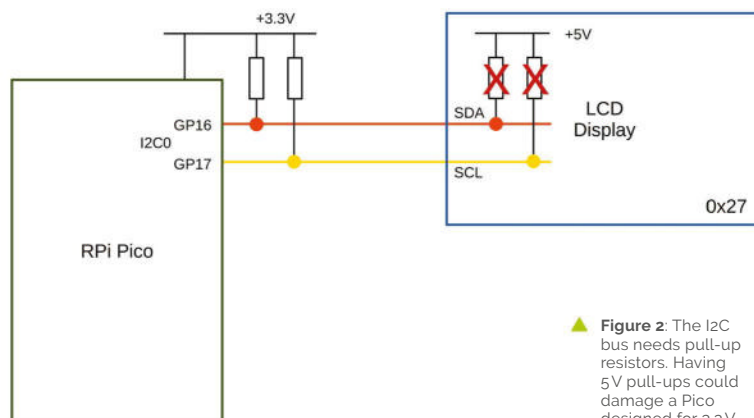 +3.3V
+5V
GP16
I2C0
GP17
SDA
SCL
LCD
Display
0x27
RPi Pico
Figure 2: The I2C
bus needs pull-up
resistors. Having
5V pull-ups could
damage a Pico